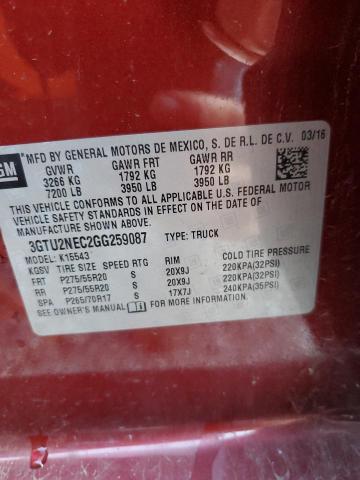 GM
*MFD BY GENERAL MOTORS DE MEXICO, S. DE R.L. DE C.V. 03/16
GVWR GAWR FRT GAWR RR
3266 KG 1792 KG 1792 KG
7200 LB 3950 LB 3950 LB
THIS VEHICLE CONFORMS TO ALL APPLICABLE U.S. FEDERAL MOTOR
VEHICLE SAFETY STANDARDS IN EFFECT ON THE DATE OF
MANUFACTURE SHOWN ABOVE.
3GTU2NEC2GG259087 TYPE: TRUCK
MODEL: K15543
KGSV TIRE SIZE SPEED RTG RIM COLD TIRE PRESSURE
FRT P275/55R20 S 20X9J 220KPA(32PSI)
RR P275/55R20 S 20X9J 220KPA(32PSI)
SPA P265/70R17 S 17X7J 240KPA(35PSI)
SEE OWNER'S MANUAL FOR MORE INFORMATION.